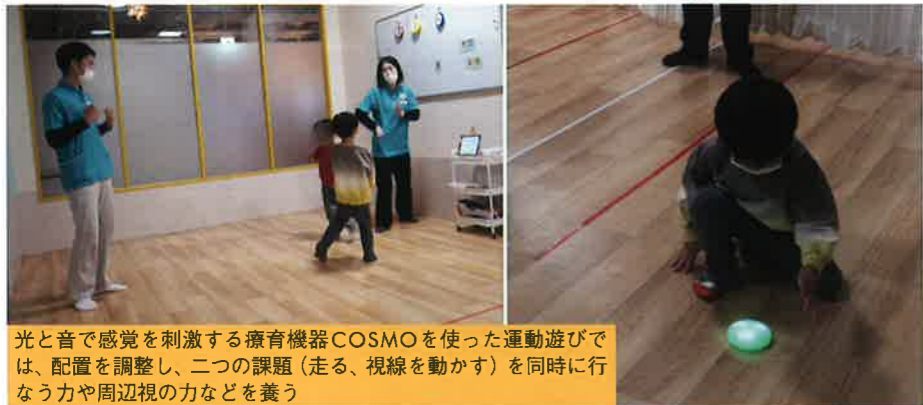 光と音で感覚を刺激する療育機器COSMOを使った運動遊びで
は、配置を調整し、二つの課題（走る、視線を動かす）を同時に行
なう力や周辺視の力などを養う